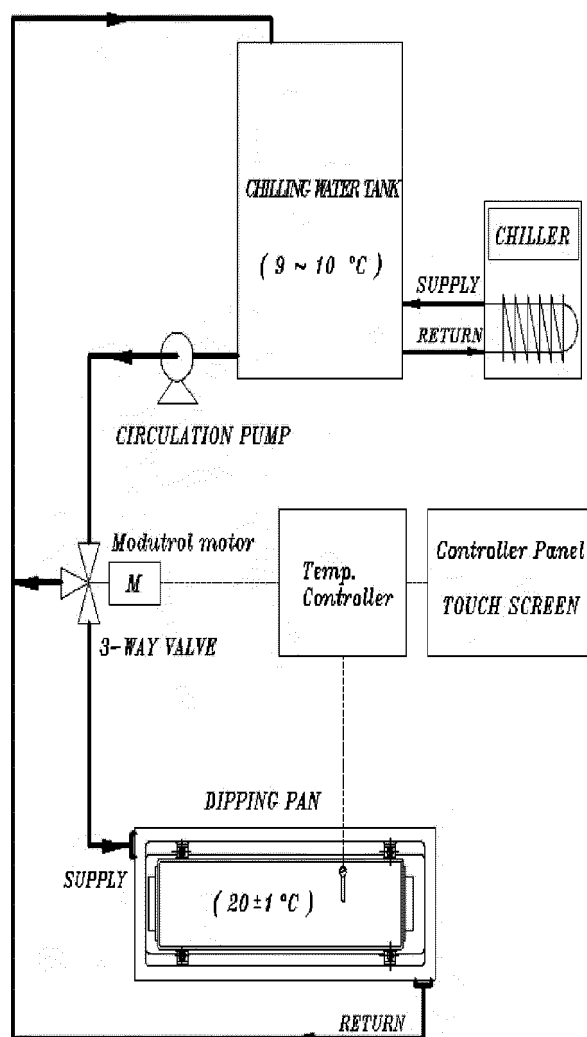 CHILLING WATER TANK
( 9 ~ 10 °C )
CHILLER
SUPPLY
RETURN
CIRCULATION PUMP
Modutrol motor
M
3-WAY VALVE
Temp.
Controller
Controller Panel
TOUCH SCREEN
DIPPING PAN
SUPPLY
( 20±1 °C )
RETURN